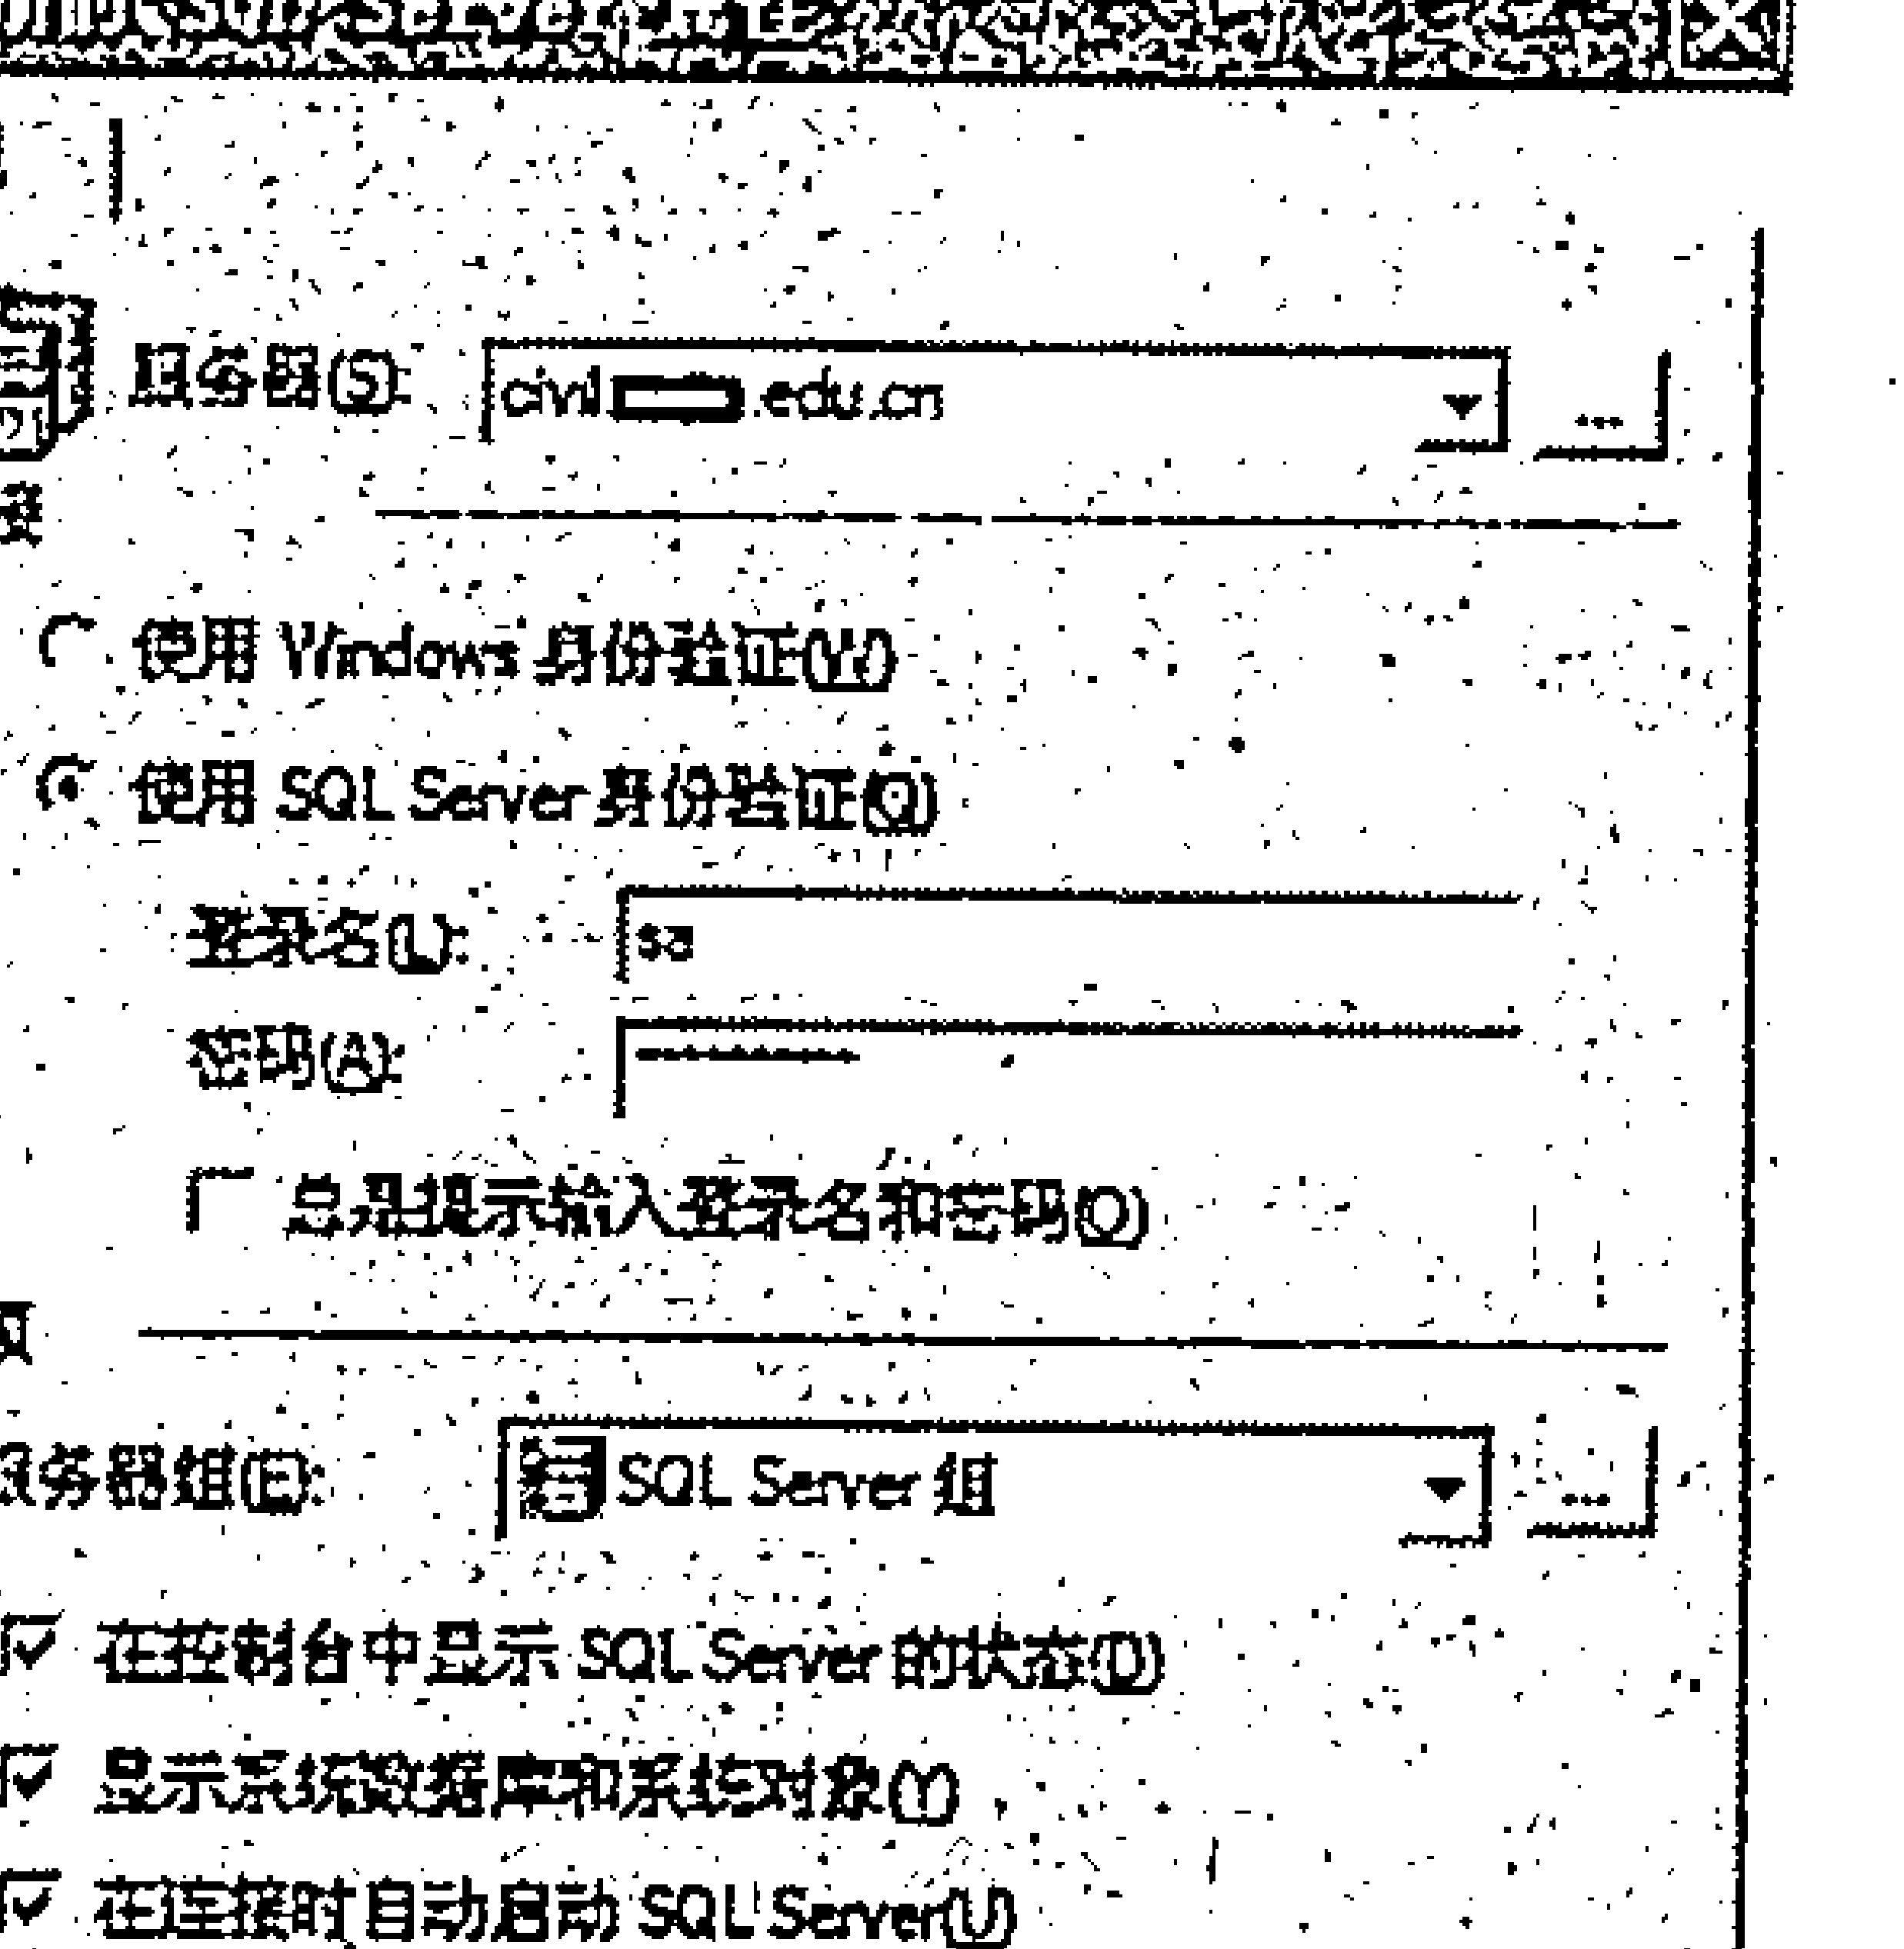 SQL Server
服务器(S):
civil.
.edu.cn
...
使用 Windows 身份验证(W)
使用 SQL Server 身份验证(Q)
登录名(L):
sa
密码(A):
总是提示输入登录名和密码(O)
服务器组(E):
SQL Server 组
...
在控制台中显示 SQL Server 的状态(D)
显示系统数据库和系统对象(Y)
在连接时自动启动 SQL Server(U)